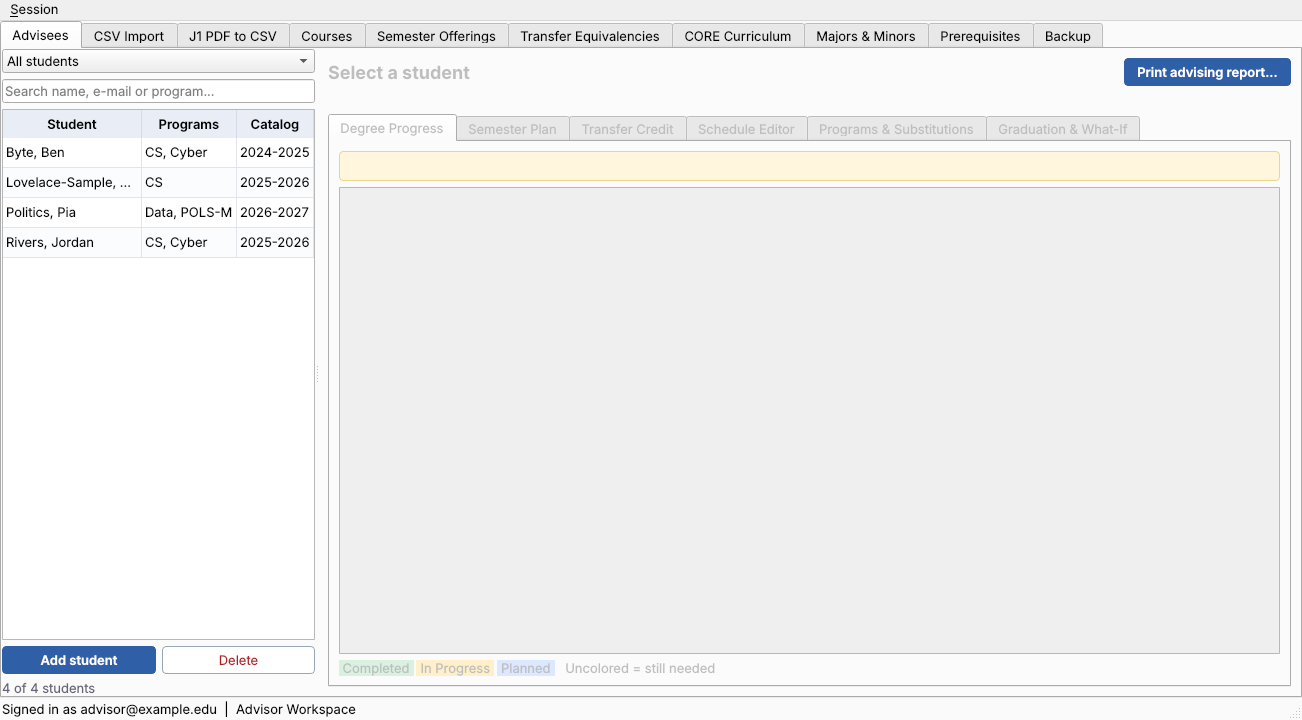 Session
Advisees CSV Import J1 PDF to CSV Courses Semester Offerings Transfer Equivalencies CORE Curriculum Majors & Minors Prerequisites Backup
All students
Search name, e-mail or program...
Student Programs Catalog
Byte, Ben CS, Cyber 2024-2025
Lovelace-Sample, ... CS 2025-2026
Politics, Pia Data, POLS-M 2026-2027
Rivers, Jordan CS, Cyber 2025-2026
Add student Delete
4 of 4 students
Select a student Print advising report...
Degree Progress Semester Plan Transfer Credit Schedule Editor Programs & Substitutions Graduation & What-If
Completed In Progress Planned Uncolored = still needed
Signed in as advisor@example.edu | Advisor Workspace